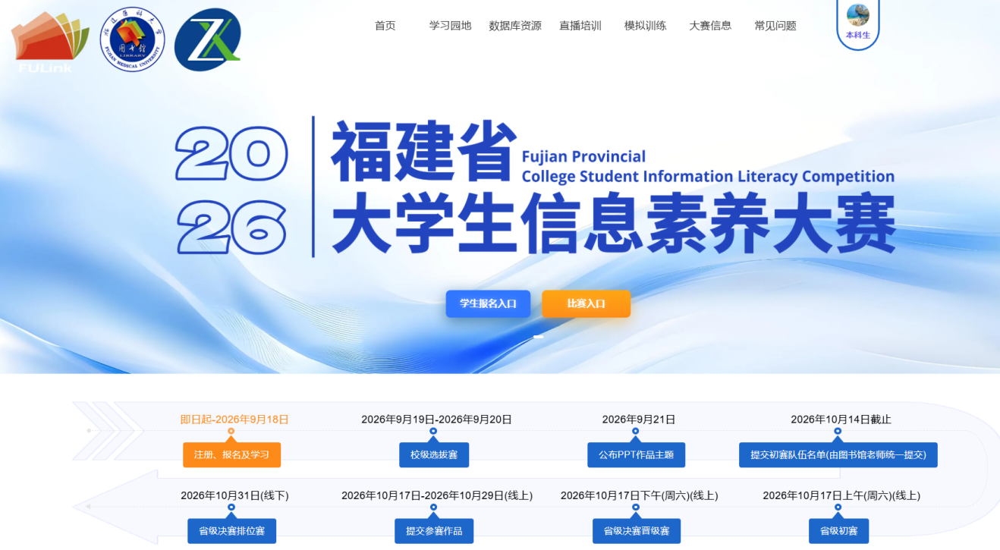 FULink
福建医科大学
图书馆
LIBRARY
FUJIAN MEDICAL UNIVERSITY
首页 学习园地 数据库资源 直播培训 模拟训练 大赛信息 常见问题
本科生
20
26
福建省
Fujian Provincial
College Student Information Literacy Competition
大学生信息素养大赛
学生报名入口 比赛入口
即日起-2026年9月18日 2026年9月19日-2026年9月20日 2026年9月21日 2026年10月14日截止
注册、报名及学习 校级选拔赛 公布PPT作品主题 提交初赛队伍名单(由图书馆老师统一提交)
2026年10月31日(线下) 2026年10月17日-2026年10月29日(线上) 2026年10月17日下午(周六)(线上) 2026年10月17日上午(周六)(线上)
省级决赛排位赛 提交参赛作品 省级决赛晋级赛 省级初赛